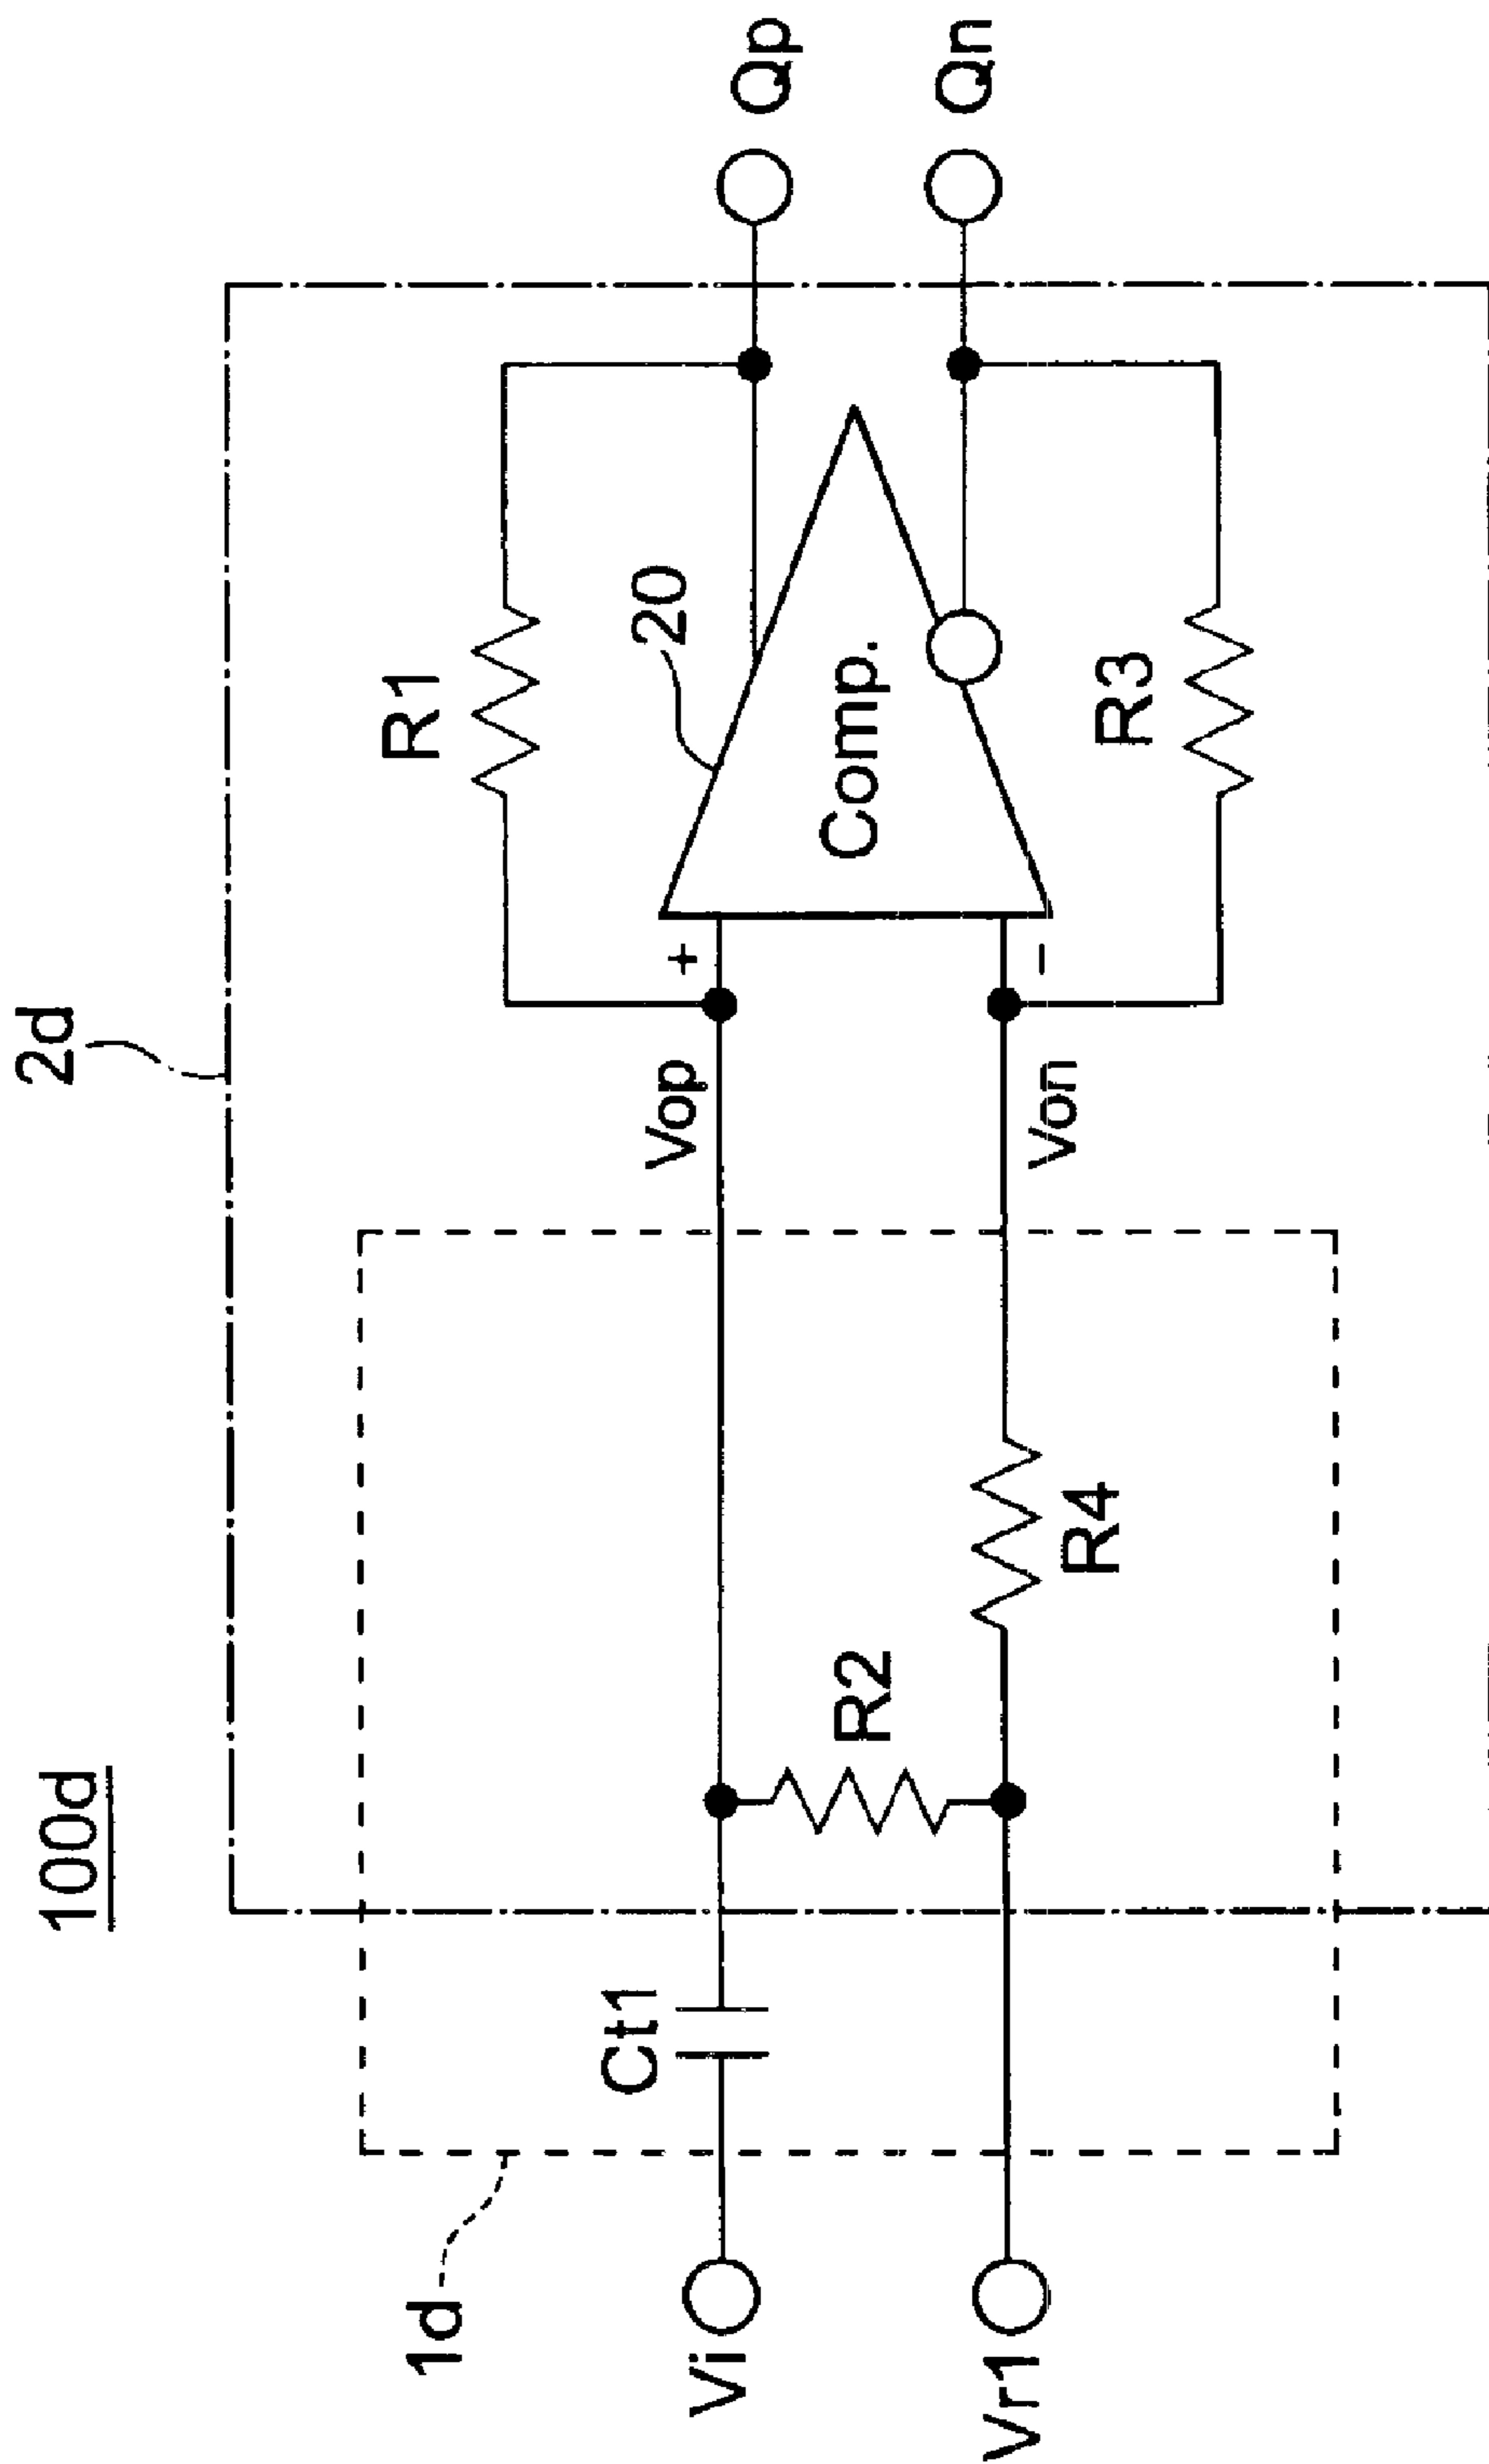 100d
2d
1d
Vi
Vr1
Ct1
R2
R4
Vop
Von
+
−
R1
20
Comp.
R3
Qp
Qn